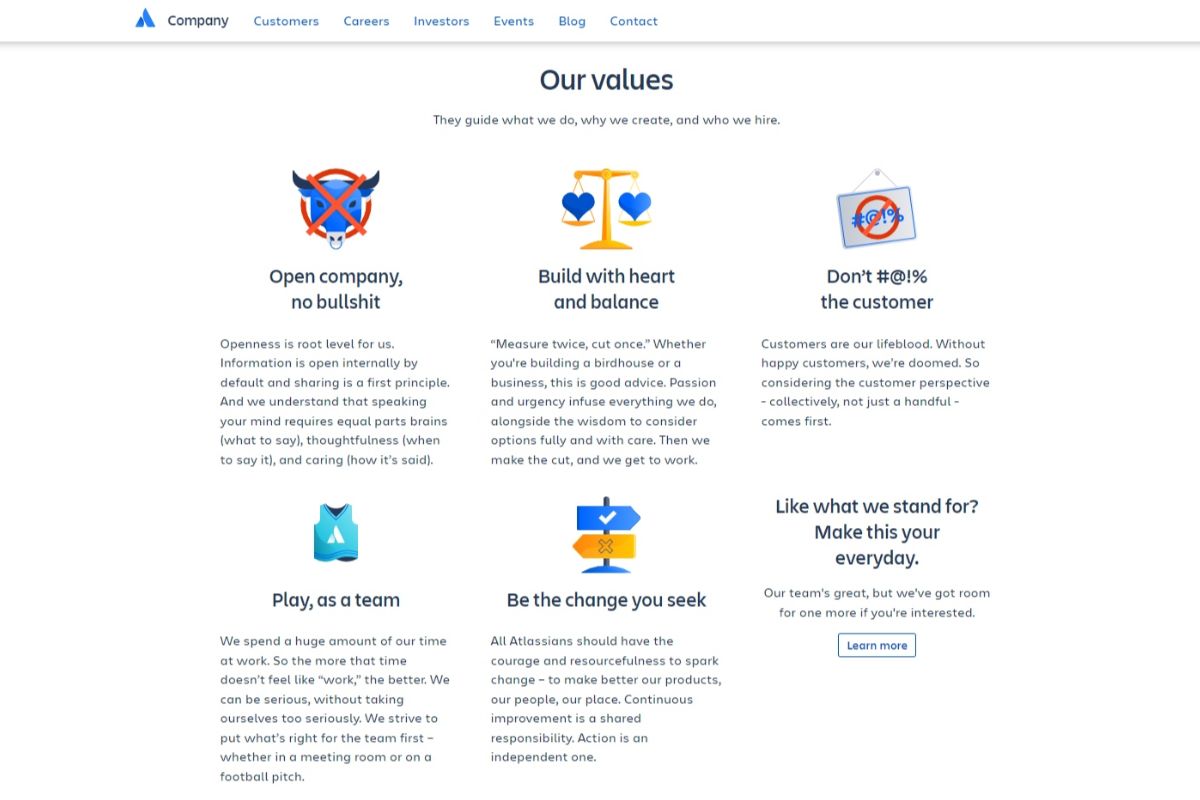 Company Customers Careers Investors Events Blog Contact
Our values
They guide what we do, why we create, and who we hire.
#@!%
Open company,
no bullshit
Openness is root level for us.
Information is open internally by
default and sharing is a first principle.
And we understand that speaking
your mind requires equal parts brains
(what to say), thoughtfulness (when
to say it), and caring (how it's said).
Build with heart
and balance
“Measure twice, cut once.” Whether
you're building a birdhouse or a
business, this is good advice. Passion
and urgency infuse everything we do,
alongside the wisdom to consider
options fully and with care. Then we
make the cut, and we get to work.
Don’t #@!%
the customer
Customers are our lifeblood. Without
happy customers, we’re doomed. So
considering the customer perspective
- collectively, not just a handful -
comes first.
Play, as a team
We spend a huge amount of our time
at work. So the more that time
doesn’t feel like “work,” the better. We
can be serious, without taking
ourselves too seriously. We strive to
put what’s right for the team first –
whether in a meeting room or on a
football pitch.
Be the change you seek
All Atlassians should have the
courage and resourcefulness to spark
change – to make better our products,
our people, our place. Continuous
improvement is a shared
responsibility. Action is an
independent one.
Like what we stand for?
Make this your
everyday.
Our team's great, but we've got room
for one more if you're interested.
Learn more